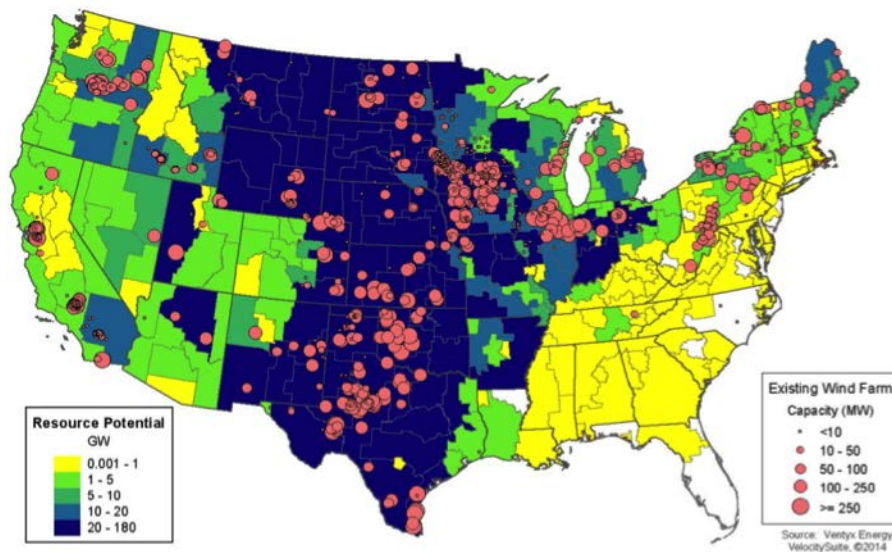 Resource Potential
GW
0.001 - 1
1 - 5
5 - 10
10 - 20
20 - 180
Existing Wind Farm
Capacity (MW)
<10
10 - 50
50 - 100
100 - 250
>= 250
Source: Ventyx Energy
VelocitySuite, ©2014